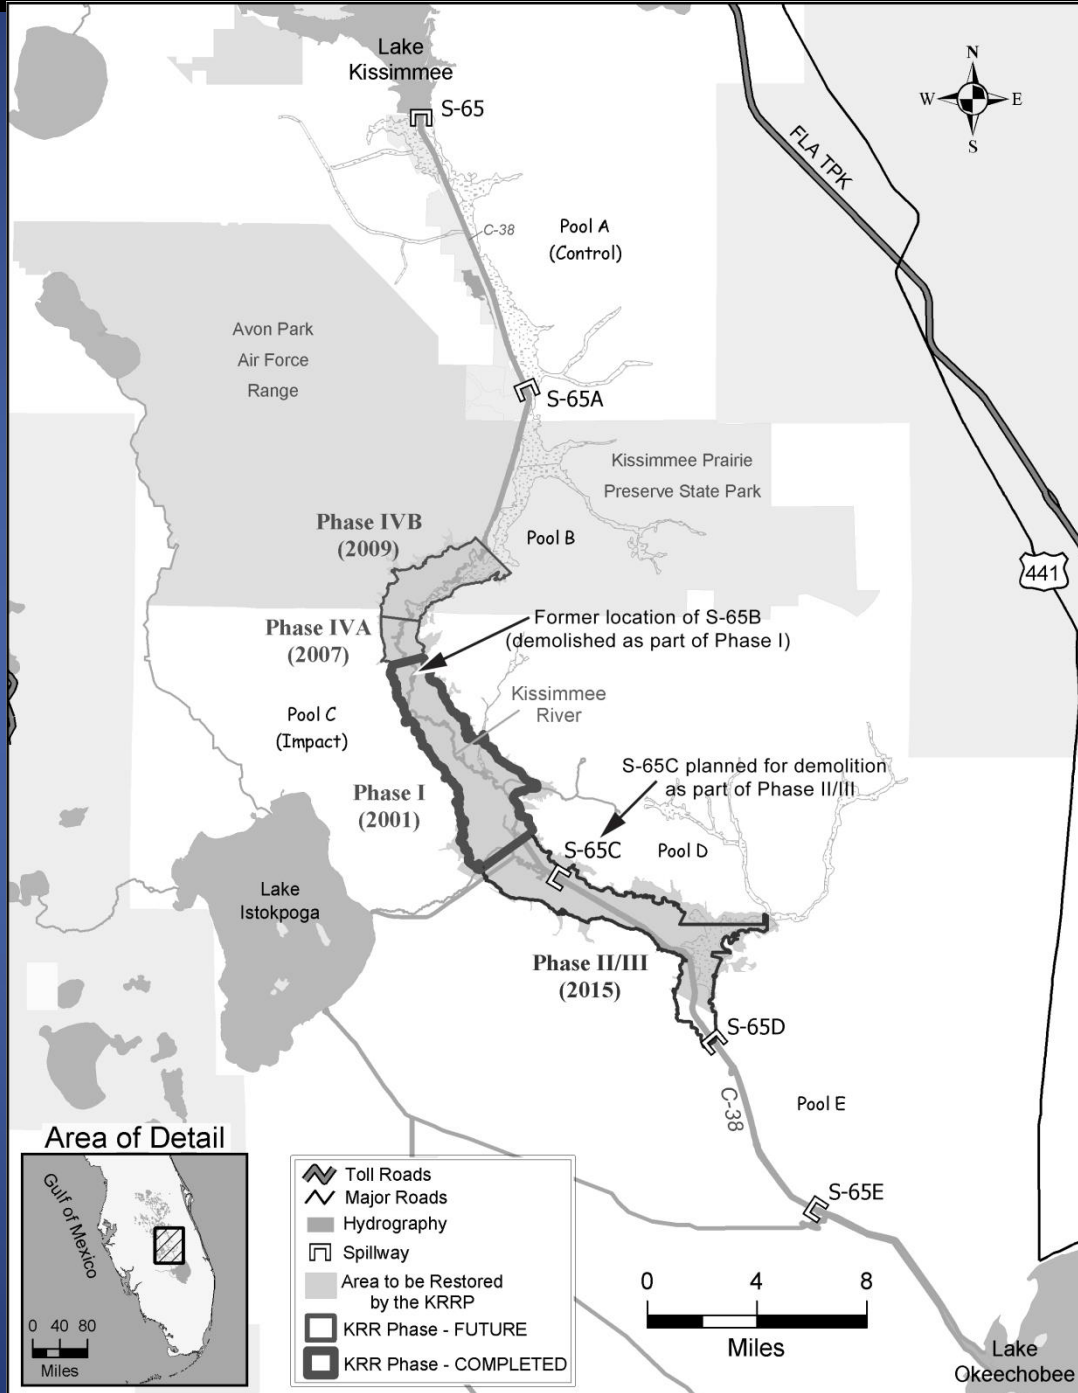 Lake
Kissimmee
S-65
N
W
E
S
FLA TPK
Pool A
(Control)
C-38
Avon Park
Air Force
Range
S-65A
Kissimmee Prairie
Preserve State Park
Phase IVB
(2009)
Pool B
441
Former location of S-65B
(demolished as part of Phase I)
Phase IVA
(2007)
Kissimmee
River
Pool C
(Impact)
S-65C planned for demolition
as part of Phase II/III
Phase I
(2001)
S-65C
Pool D
Lake
Istokpoga
Phase II/III
(2015)
S-65D
C-38
Pool E
S-65E
Area of Detail
Gulf of Mexico
0 40 80
Miles
Toll Roads
Major Roads
Hydrography
Spillway
Area to be Restored
by the KRRP
KRR Phase - FUTURE
KRR Phase - COMPLETED
0 4 8
Miles
Lake
Okeechobee